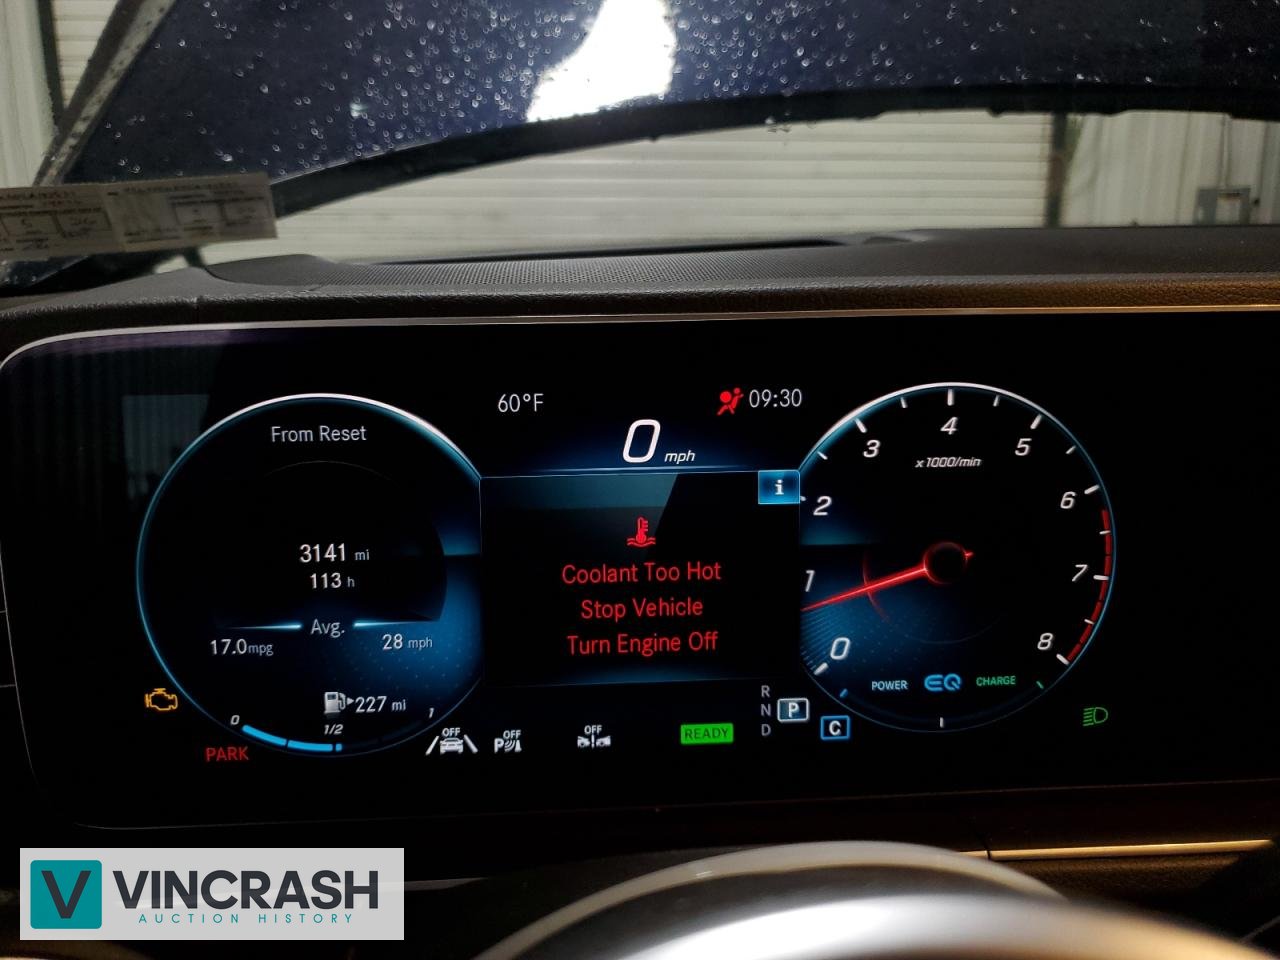 60°F
09:30
From Reset
0 mph
i
3141 mi
113 h
Avg.
17.0 mpg
28 mph
227 mi
0
1/2
1
PARK
Coolant Too Hot
Stop Vehicle
Turn Engine Off
OFF
OFF
P
OFF
READY
R
N
D
P
C
0
1
2
3
4
5
6
7
8
x1000/min
POWER
EQ
CHARGE
V VINCRASH
AUCTION HISTORY